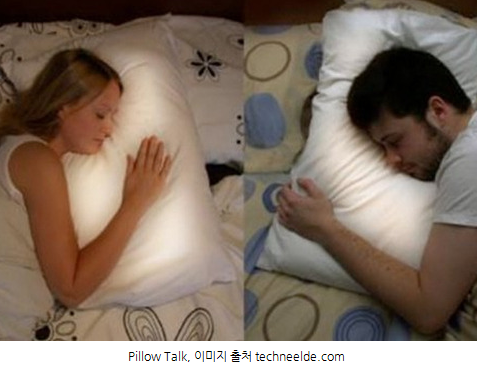 Pillow Talk, 이미지 출처 techneelde.com